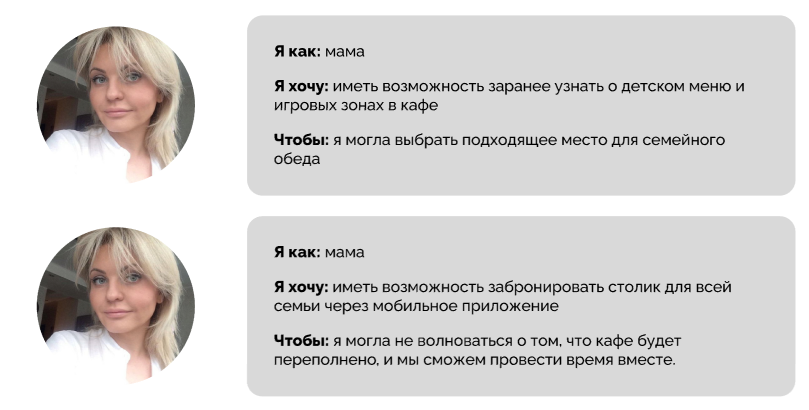 Я как: мама
Я хочу: иметь возможность заранее узнать о детском меню и
игровых зонах в кафе
Чтобы: я могла выбрать подходящее место для семейного
обеда
Я как: мама
Я хочу: иметь возможность забронировать столик для всей
семьи через мобильное приложение
Чтобы: я могла не волноваться о том, что кафе будет
переполнено, и мы сможем провести время вместе.